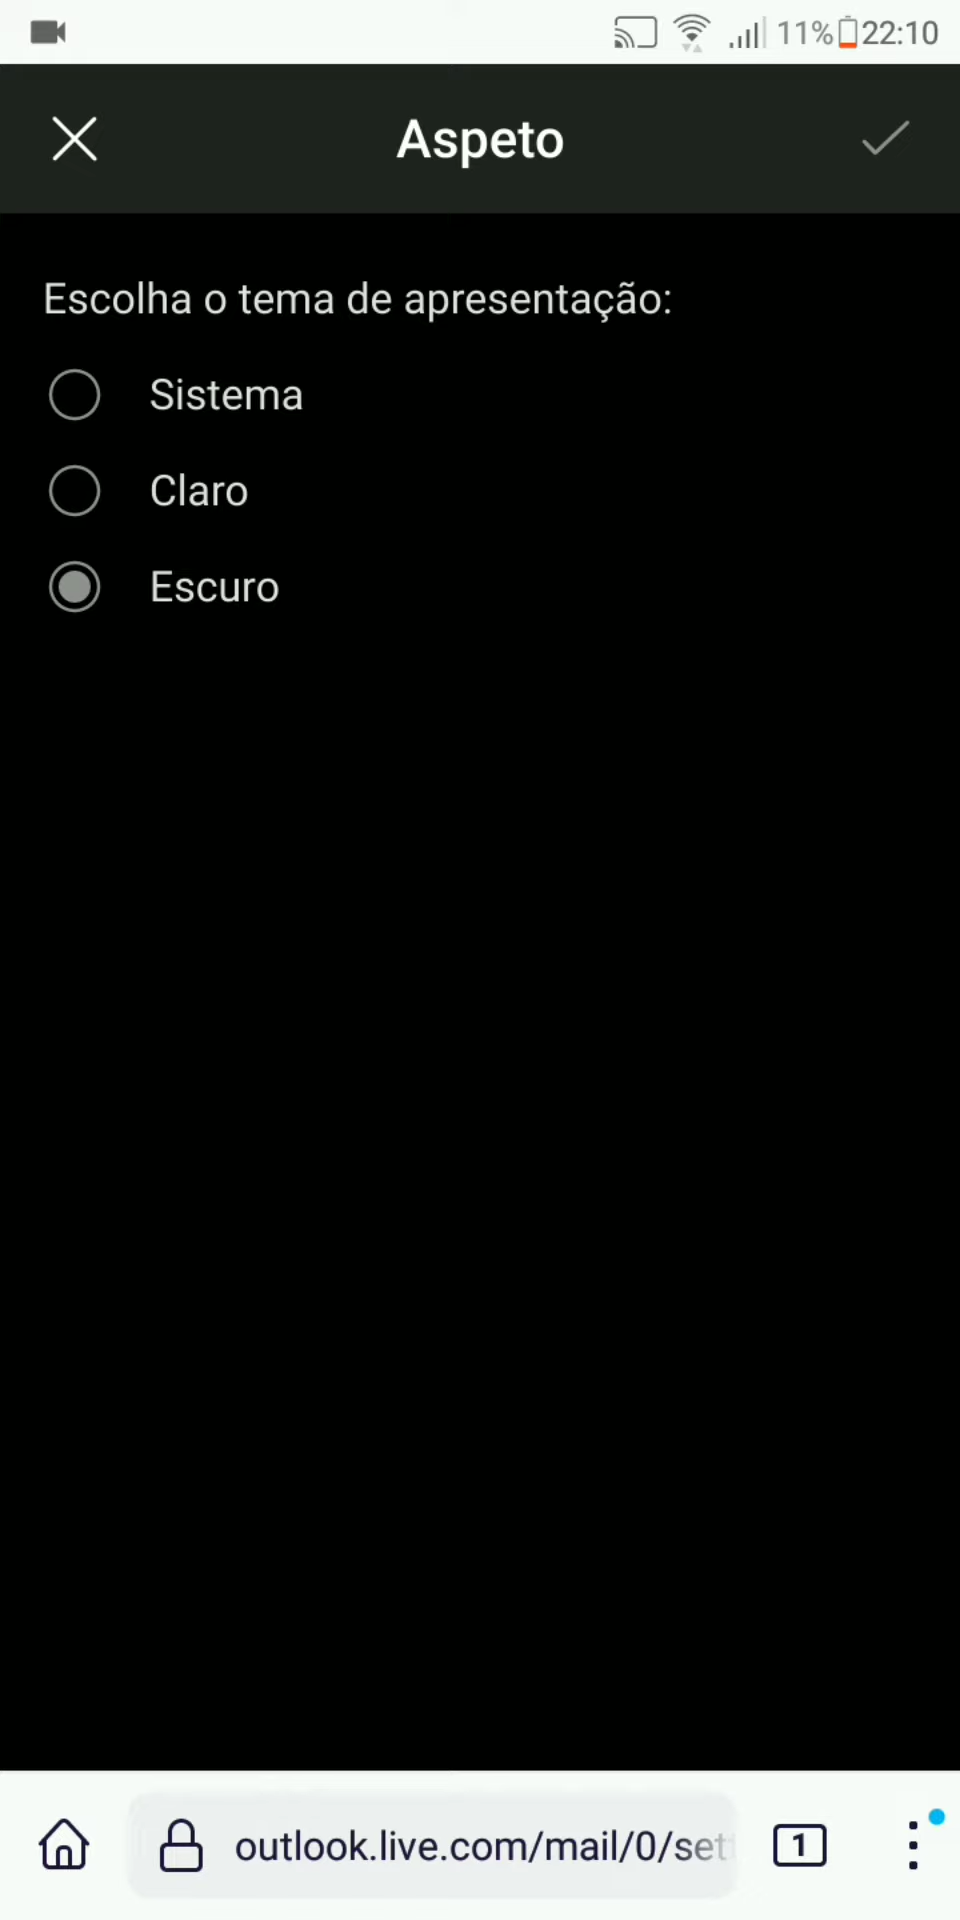 11% 22:10
Aspeto
Escolha o tema de apresentação:
Sistema
Claro
Escuro
outlook.live.com/mail/0/set
1